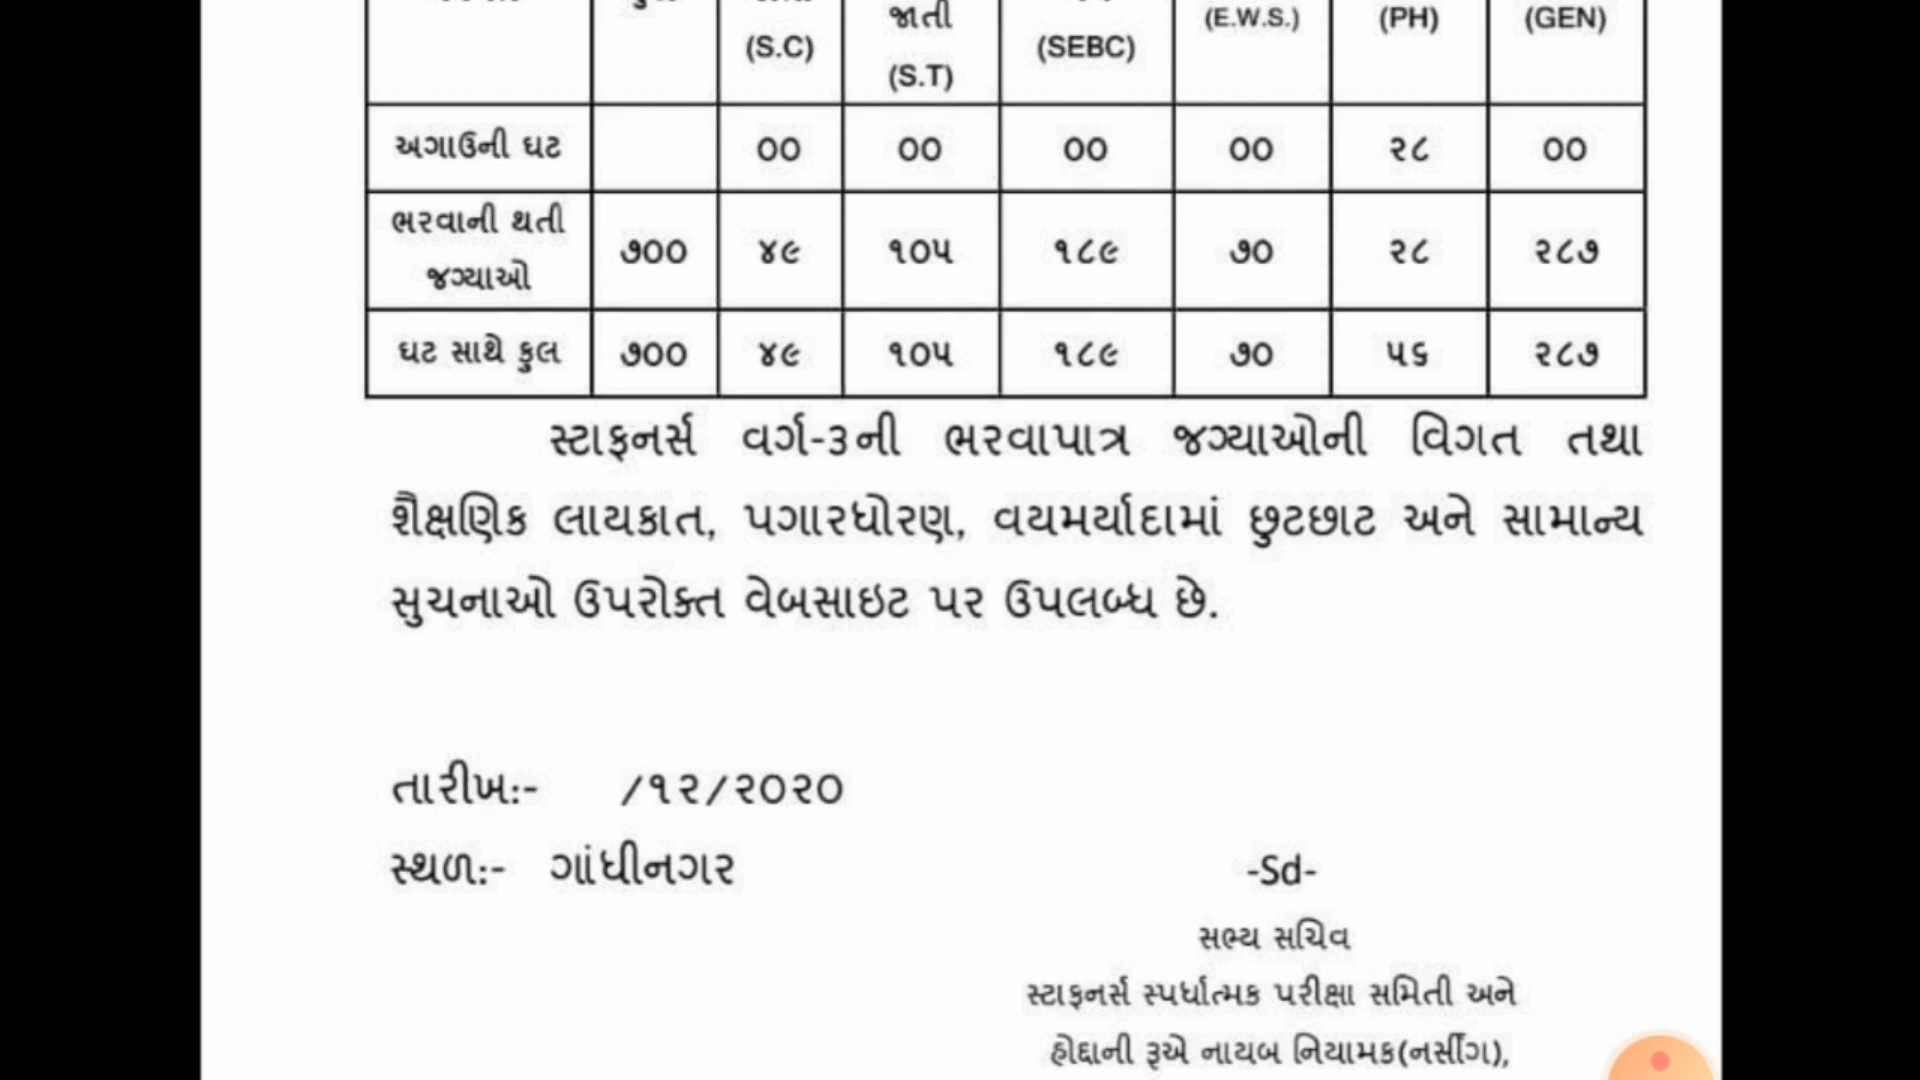 જાતી (E.W.S.) (PH) (GEN)
(S.C) (SEBC)
(S.T)
અગાઉની ઘટ ૦૦ ૦૦ ૦૦ ૦૦ ૨૮ ૦૦
ભરવાની થતી
જગ્યાઓ ૭૦૦ ૪૯ ૧૦૫ ૧૮૯ ૭૦ ૨૮ ૨૮૭
ઘટ સાથે કુલ ૭૦૦ ૪૯ ૧૦૫ ૧૮૯ ૭૦ ૫૬ ૨૮૭
સ્ટાફનર્સ વર્ગ-૩ની ભરવાપાત્ર જગ્યાઓની વિગત તથા
શૈક્ષણિક લાયકાત, પગારધોરણ, વયમર્યાદામાં છુટછાટ અને સામાન્ય
સુચનાઓ ઉપરોક્ત વેબસાઇટ પર ઉપલબ્ધ છે.
તારીખ:- /૧૨/૨૦૨૦
સ્થળ:- ગાંધીનગર -Sd-
સભ્ય સચિવ
સ્ટાફનર્સ સ્પર્ધાત્મક પરીક્ષા સમિતી અને
હોદ્દાની રૂએ નાયબ નિયામક(નર્સીંગ),